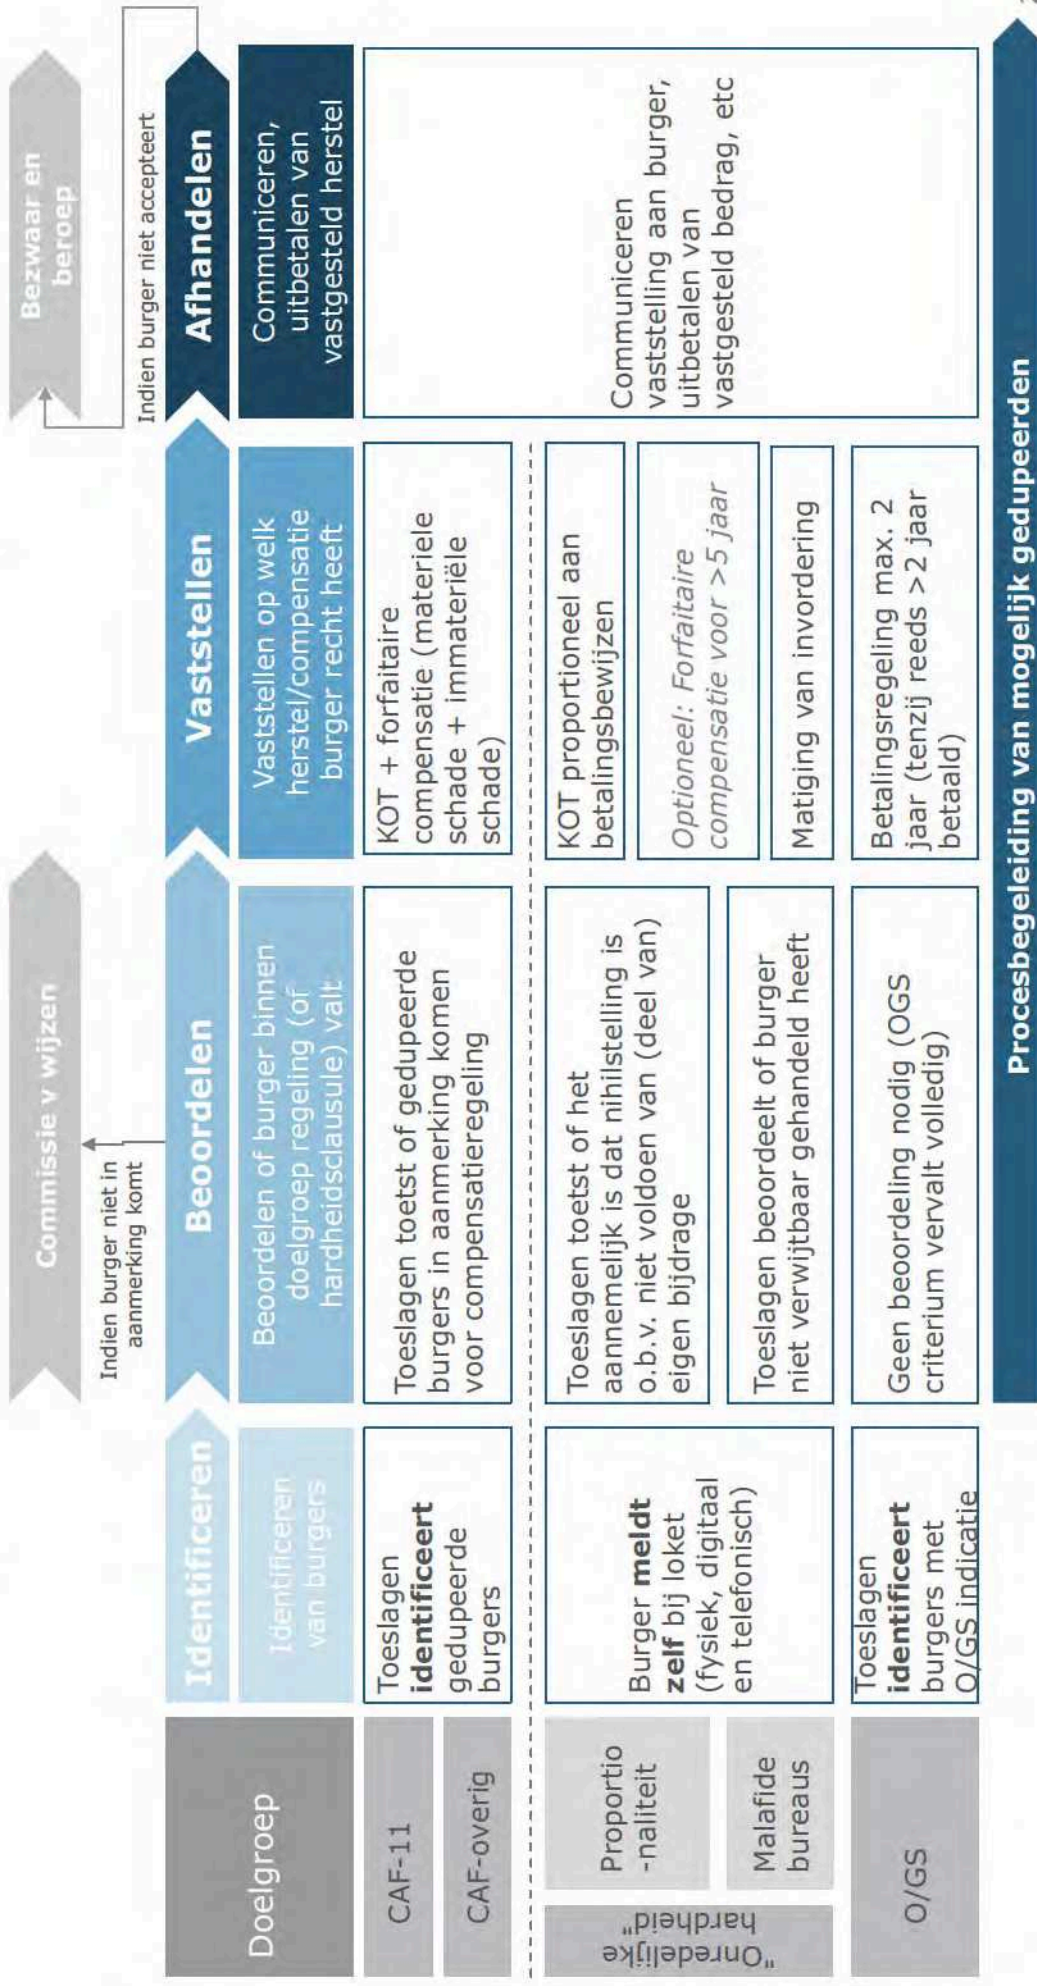 Commissie v wijzen
Bezwaar en
beroep
Indien burger niet in
aanmerking komt
Indien burger niet accepteert
Doelgroep
Identificeren
Beoordelen
Vaststellen
Afhandelen
Identificeren
van burgers
Beoordelen of burger binnen
doelgroep regeling (of
hardheidsclausule) valt
Vaststellen op welk
herstel/compensatie
burger recht heeft
Communiceren,
uitbetalen van
vastgesteld herstel
CAF-11
CAF-overig
Toeslagen
identificeert
gedupeerde
burgers
Toeslagen toetst of gedupeerde
burgers in aanmerking komen
voor compensatieregeling
KOT + forfaitaire
compensatie (materiele
schade + immateriële
schade)
Communiceren
vaststelling aan burger,
uitbetalen van
vastgesteld bedrag, etc
"Onredelijke
hardheid"
Proportio
-naliteit
Malafide
bureaus
Burger meldt
zelf bij loket
(fysiek, digitaal
en telefonisch)
Toeslagen toetst of het
aannemelijk is dat nihilstelling is
o.b.v. niet voldoen van (deel van)
eigen bijdrage
Toeslagen beoordeelt of burger
niet verwijtbaar gehandeld heeft
KOT proportioneel aan
betalingsbewijzen
Optioneel: Forfaitaire
compensatie voor >5 jaar
Matiging van invordering
O/GS
Toeslagen
identificeert
burgers met
O/GS indicatie
Geen beoordeling nodig (OGS
criterium vervalt volledig)
Betalingsregeling max. 2
jaar (tenzij reeds >2 jaar
betaald)
Procesbegeleiding van mogelijk gedupeerden